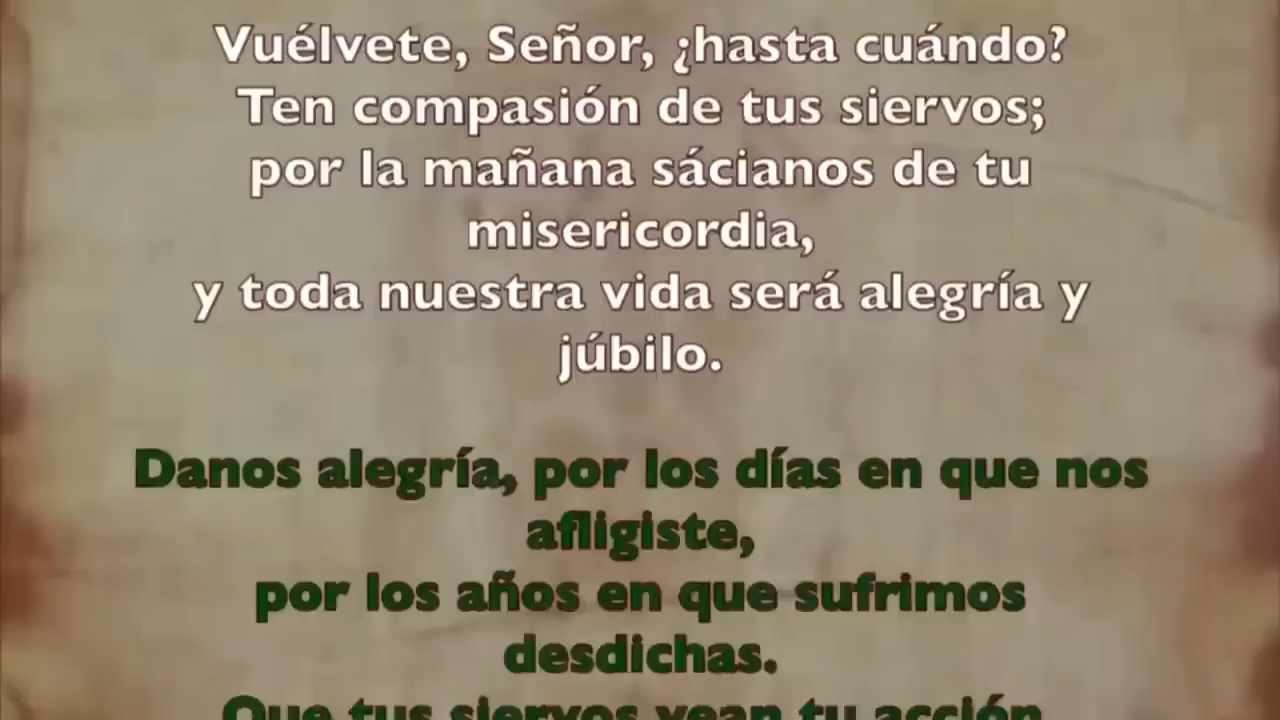 Vuélvete, Señor, ¿hasta cuándo?
Ten compasión de tus siervos;
por la mañana sácianos de tu
misericordia,
y toda nuestra vida será alegría y
júbilo.
Danos alegría, por los días en que nos
afligiste,
por los años en que sufrimos
desdichas.
Que tus siervos vean tu acción